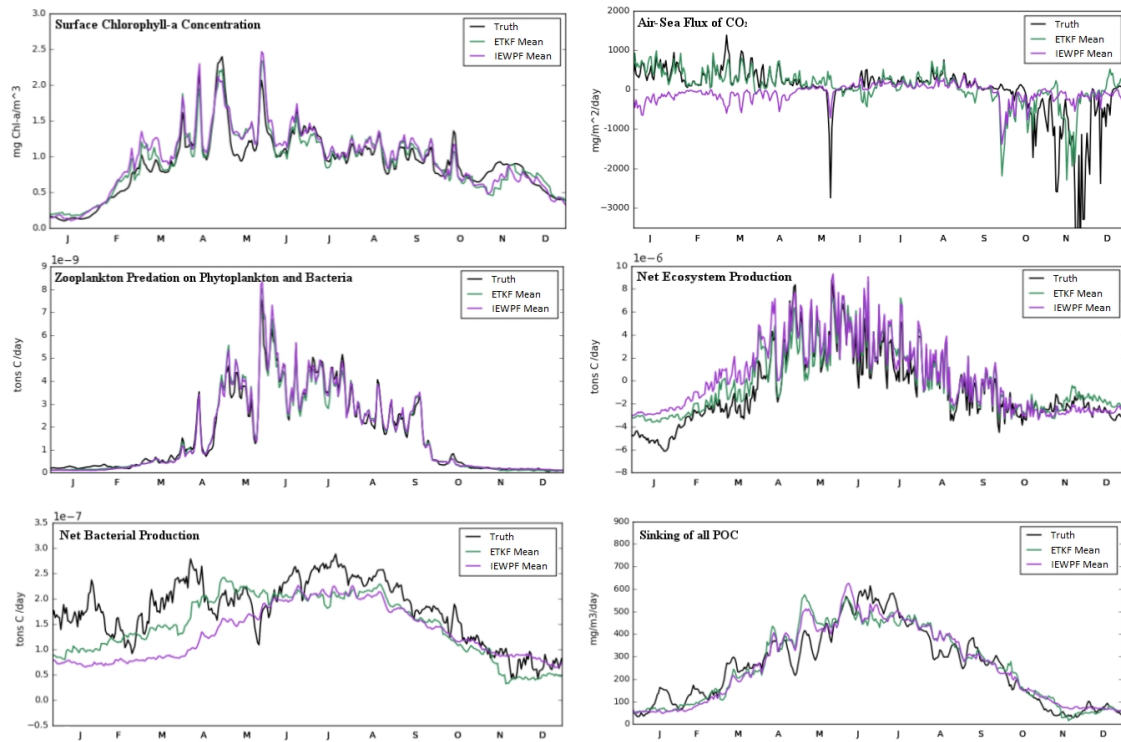 Surface Chlorophyll-a Concentration
Truth
ETKF Mean
IEWPF Mean
mg Chl-a/m^3
3.0
2.5
2.0
1.5
1.0
0.5
0.0
J F M A M J J A S O N D
Air-Sea Flux of CO₂
Truth
ETKF Mean
IEWPF Mean
mg/m^2/day
2000
1000
0
−1000
−2000
−3000
J F M A M J J A S O N D
1e−9
Zooplankton Predation on Phytoplankton and Bacteria
Truth
ETKF Mean
IEWPF Mean
tons C /day
9
8
7
6
5
4
3
2
1
0
J F M A M J J A S O N D
1e−6
Net Ecosystem Production
Truth
ETKF Mean
IEWPF Mean
tons C /day
10
8
6
4
2
0
−2
−4
−6
−8
J F M A M J J A S O N D
1e−7
Net Bacterial Production
Truth
ETKF Mean
IEWPF Mean
tons C /day
3.5
3.0
2.5
2.0
1.5
1.0
0.5
0.0
−0.5
J F M A M J J A S O N D
Sinking of all POC
Truth
ETKF Mean
IEWPF Mean
mg/m3/day
900
800
700
600
500
400
300
200
100
0
J F M A M J J A S O N D